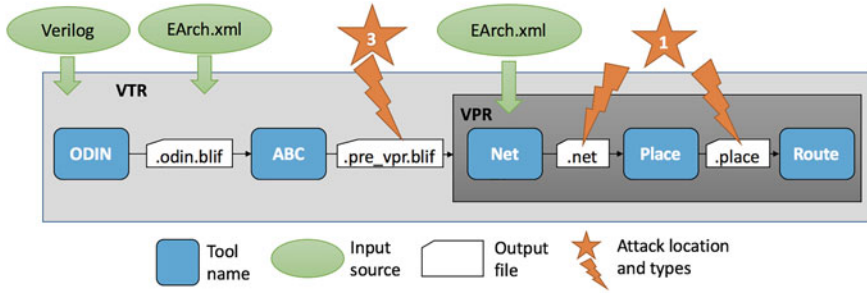 Verilog
EArch.xml
3
EArch.xml
1
VTR
VPR
ODIN
.odin.blif
ABC
.pre_vpr.blif
Net
.net
Place
.place
Route
Tool
name
Input
source
Output
file
Attack location
and types